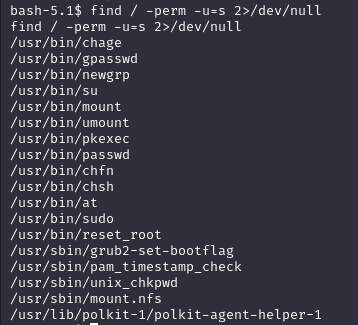 bash-5.1$ find / -perm -u=s 2>/dev/null
find / -perm -u=s 2>/dev/null
/usr/bin/chage
/usr/bin/gpasswd
/usr/bin/newgrp
/usr/bin/su
/usr/bin/mount
/usr/bin/umount
/usr/bin/pkexec
/usr/bin/passwd
/usr/bin/chfn
/usr/bin/chsh
/usr/bin/at
/usr/bin/sudo
/usr/bin/reset_root
/usr/sbin/grub2-set-bootflag
/usr/sbin/pam_timestamp_check
/usr/sbin/unix_chkpwd
/usr/sbin/mount.nfs
/usr/lib/polkit-1/polkit-agent-helper-1